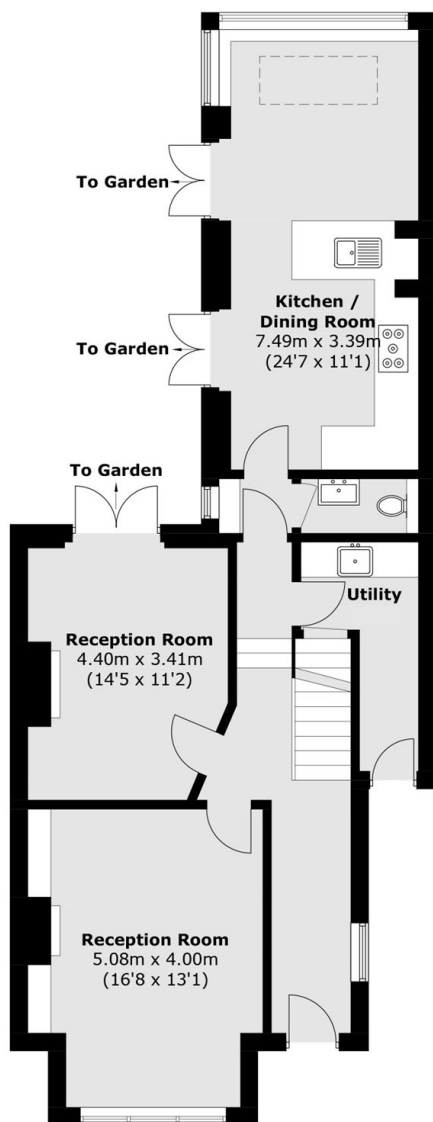 To Garden
Kitchen /
Dining Room
7.49m x 3.39m
(24'7 x 11'1)
To Garden
To Garden
Utility
Reception Room
4.40m x 3.41m
(14'5 x 11'2)
Reception Room
5.08m x 4.00m
(16'8 x 13'1)